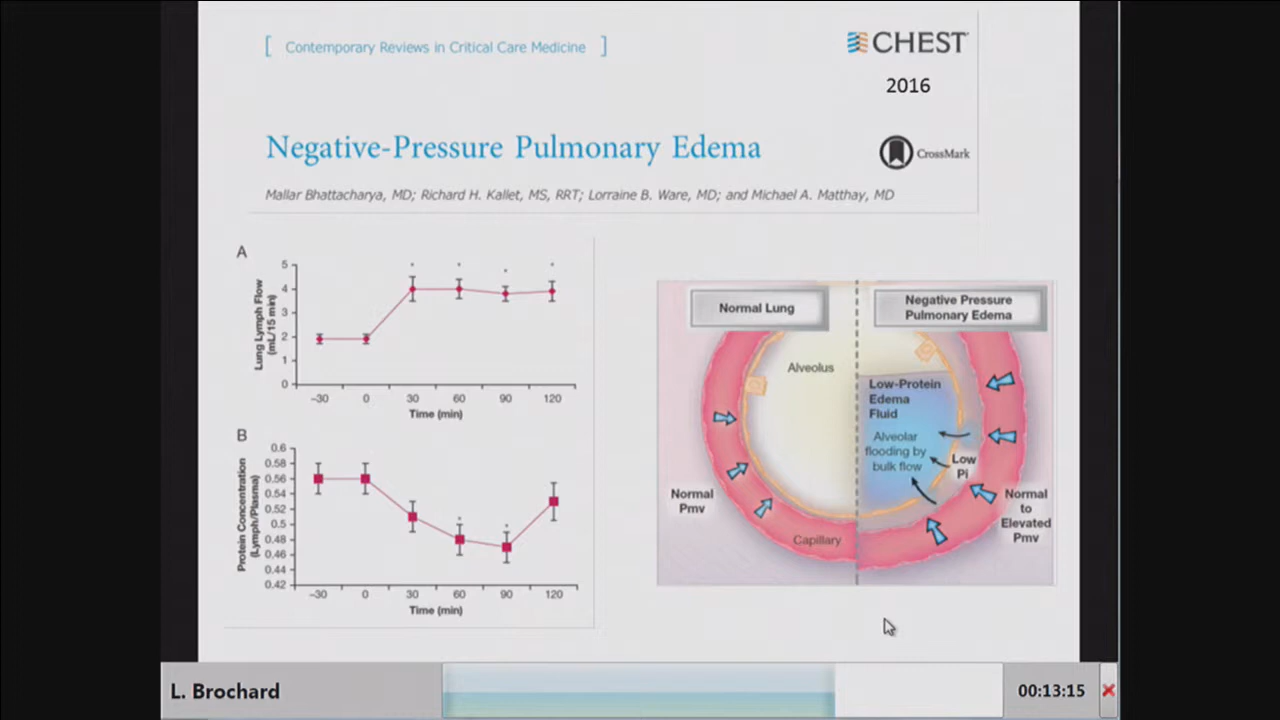 [ Contemporary Reviews in Critical Care Medicine ]
CHEST
2016
Negative-Pressure Pulmonary Edema
CrossMark
Mallar Bhattacharya, MD; Richard H. Kallet, MS, RRT; Lorraine B. Ware, MD; and Michael A. Matthay, MD
A
Lung Lymph Flow
(mL/15 min)
5
4
3
2
1
0
* * * *
–30 0 30 60 90 120
Time (min)
B
Protein Concentration
(Lymph/Plasma)
0.6
0.58
0.56
0.54
0.52
0.5
0.48
0.46
0.44
0.42
* *
–30 0 30 60 90 120
Time (min)
Normal Lung
Negative Pressure
Pulmonary Edema
Alveolus
Low-Protein
Edema
Fluid
Alveolar
flooding by
bulk flow
Low
Pi
Normal
Pmv
Normal
to
Elevated
Pmv
Capillary
L. Brochard
00:13:15